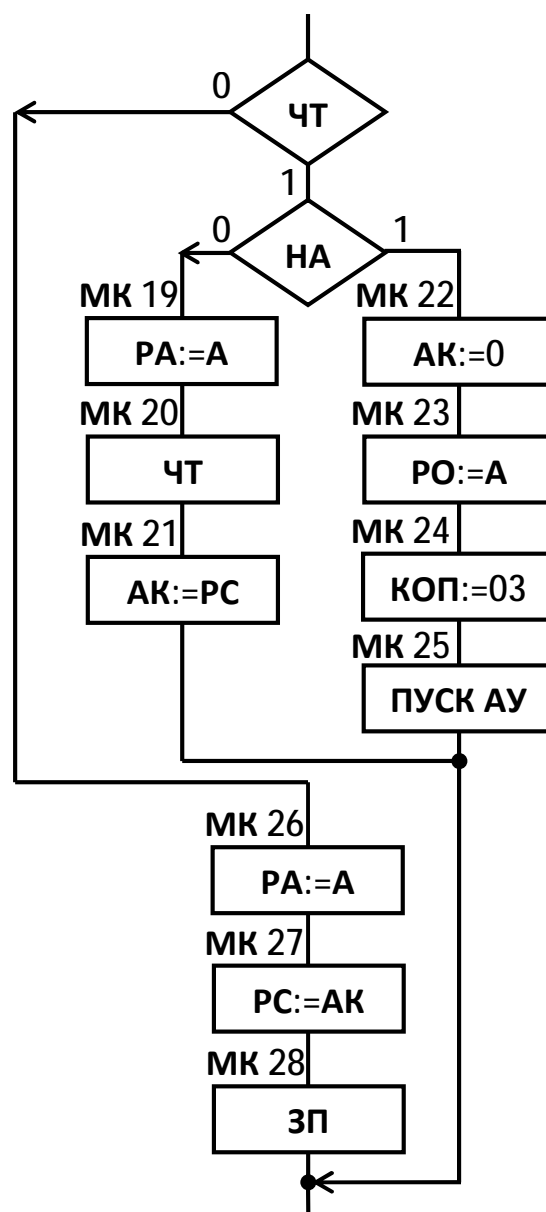 0
ЧТ
1
0
1
НА
МК 19
МК 22
РА:=А
АК:=0
МК 20
МК 23
ЧТ
РО:=А
МК 21
МК 24
АК:=РС
КОП:=03
МК 25
ПУСК АУ
МК 26
РА:=А
МК 27
РС:=АК
МК 28
ЗП